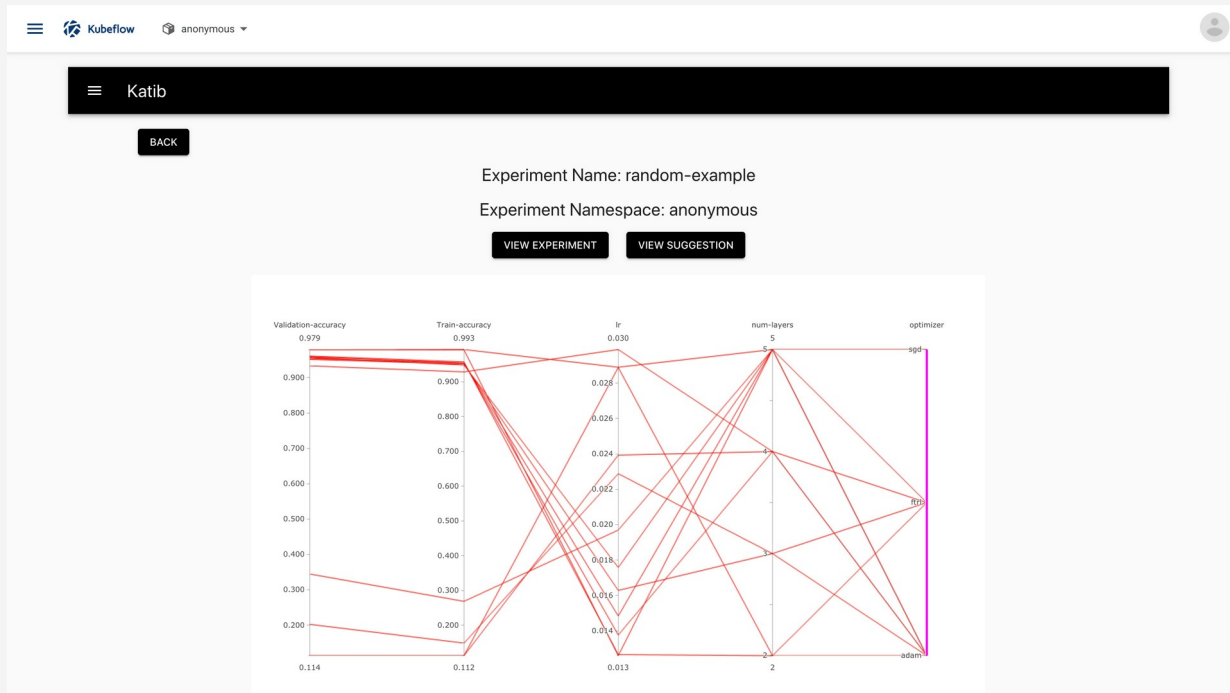 Kubeflow
anonymous
Katib
BACK
Experiment Name: random-example
Experiment Namespace: anonymous
VIEW EXPERIMENT VIEW SUGGESTION
Validation-accuracy Train-accuracy lr num-layers optimizer
0.979 0.993 0.030 5
5 sgd
0.900 0.900 0.028
0.800 0.800 0.026
0.700 0.700 0.024 4
0.600 0.600 0.022 ftrl
0.500 0.500 0.020
0.400 0.400 0.018 3
0.300 0.300 0.016
0.200 0.200 0.014
2 adam
0.114 0.112 0.013 2